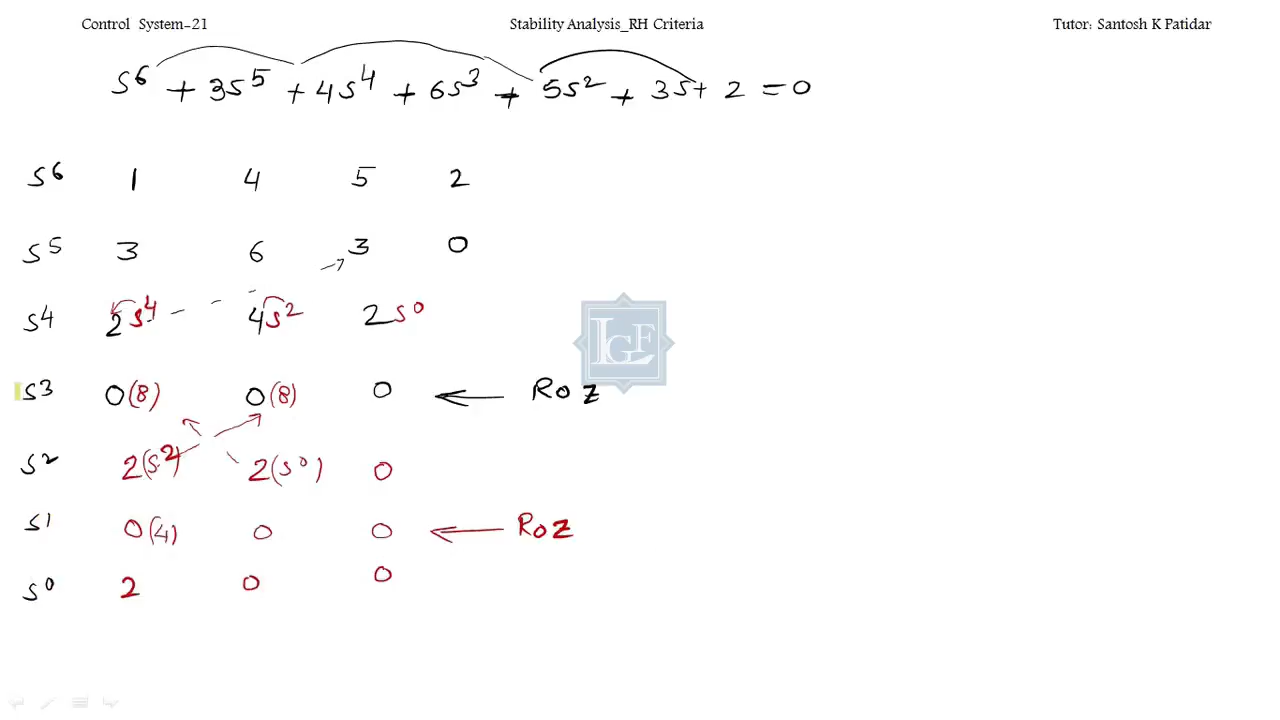 Control System-21 Stability Analysis_RH Criteria Tutor: Santosh K Patidar
s⁶ + 3s⁵ + 4s⁴ + 6s³ + 5s² + 3s + 2 = 0
s⁶ 1 4 5 2
s⁵ 3 6 3 0
s⁴ 2s⁴ 4s² 2s⁰
s³ 0(8) 0(8) 0 ← ROZ
s² 2(s²) 2(s⁰) 0
s¹ 0(4) 0 0 ← ROZ
s⁰ 2 0 0
LGF